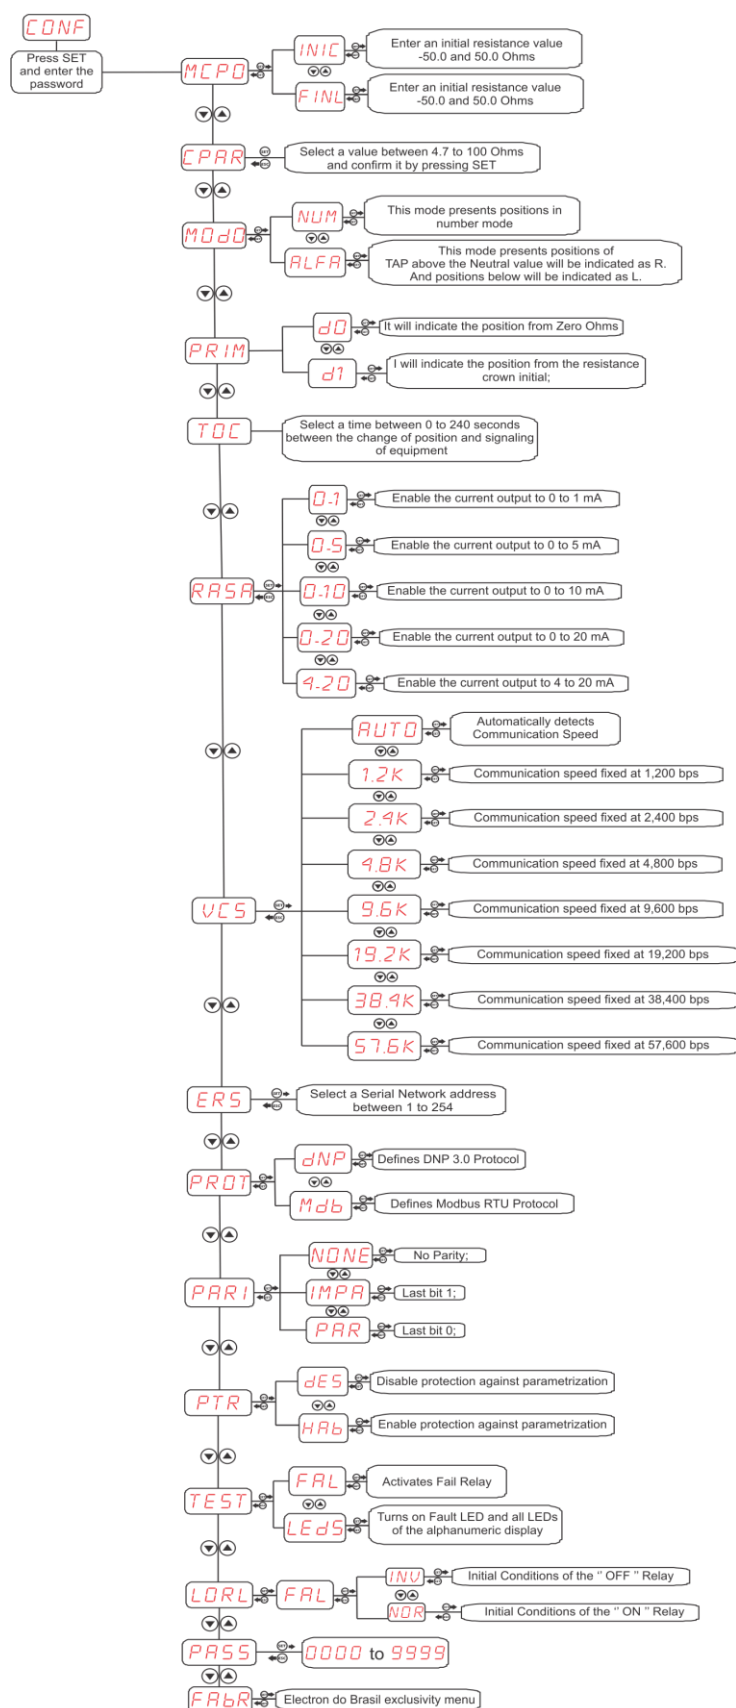 CONF
Press SET
and enter the
password
MCPO
INIC
Enter an initial resistance value
-50.0 and 50.0 Ohms
FINL
Enter an initial resistance value
-50.0 and 50.0 Ohms
CPAR
Select a value between 4.7 to 100 Ohms
and confirm it by pressing SET
MOdO
NUM
This mode presents positions in
number mode
ALFA
This mode presents positions of
TAP above the Neutral value will be indicated as R.
And positions below will be indicated as L.
PRIM
d0
It will indicate the position from Zero Ohms
d1
I will indicate the position from the resistance
crown initial;
TOC
Select a time between 0 to 240 seconds
between the change of position and signaling
of equipment
RASA
0-1
Enable the current output to 0 to 1 mA
0-5
Enable the current output to 0 to 5 mA
0-10
Enable the current output to 0 to 10 mA
0-20
Enable the current output to 0 to 20 mA
4-20
Enable the current output to 4 to 20 mA
VCS
AUTO
Automatically detects
Communication Speed
1.2K
Communication speed fixed at 1,200 bps
2.4K
Communication speed fixed at 2,400 bps
4.8K
Communication speed fixed at 4,800 bps
9.6K
Communication speed fixed at 9,600 bps
19.2K
Communication speed fixed at 19,200 bps
38.4K
Communication speed fixed at 38,400 bps
57.6K
Communication speed fixed at 57,600 bps
ERS
Select a Serial Network address
between 1 to 254
PROT
dNP
Defines DNP 3.0 Protocol
Mdb
Defines Modbus RTU Protocol
PARI
NONE
No Parity;
IMPA
Last bit 1;
PAR
Last bit 0;
PTR
dES
Disable protection against parametrization
HAb
Enable protection against parametrization
TEST
FAL
Activates Fail Relay
LEdS
Turns on Fault LED and all LEDs
of the alphanumeric display
LORL
FAL
INV
Initial Conditions of the " OFF " Relay
NOR
Initial Conditions of the " ON " Relay
PASS
0000 to 9999
FAbR
Electron do Brasil exclusivity menu